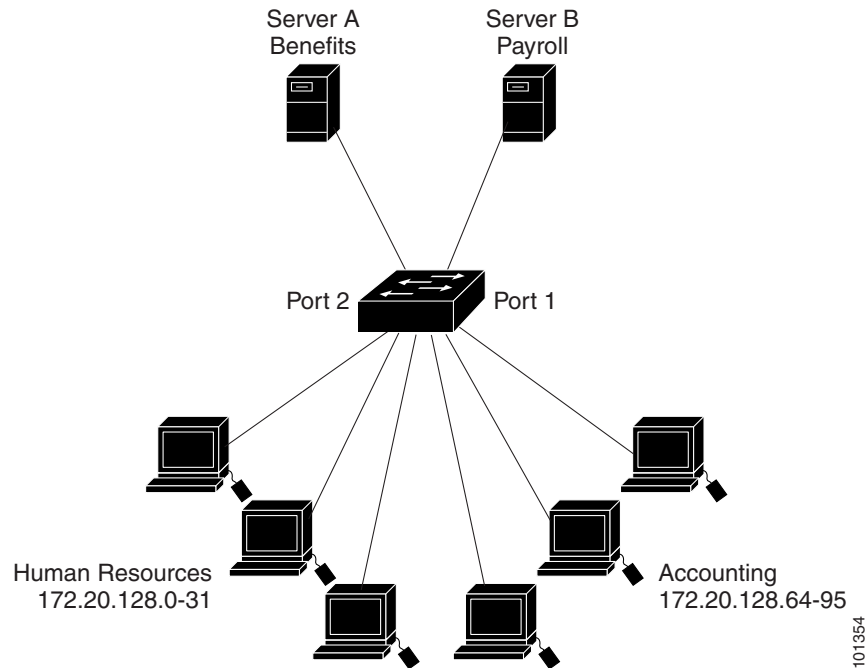 Server A
Benefits
Server B
Payroll
Port 2
Port 1
Human Resources
172.20.128.0-31
Accounting
172.20.128.64-95
101354